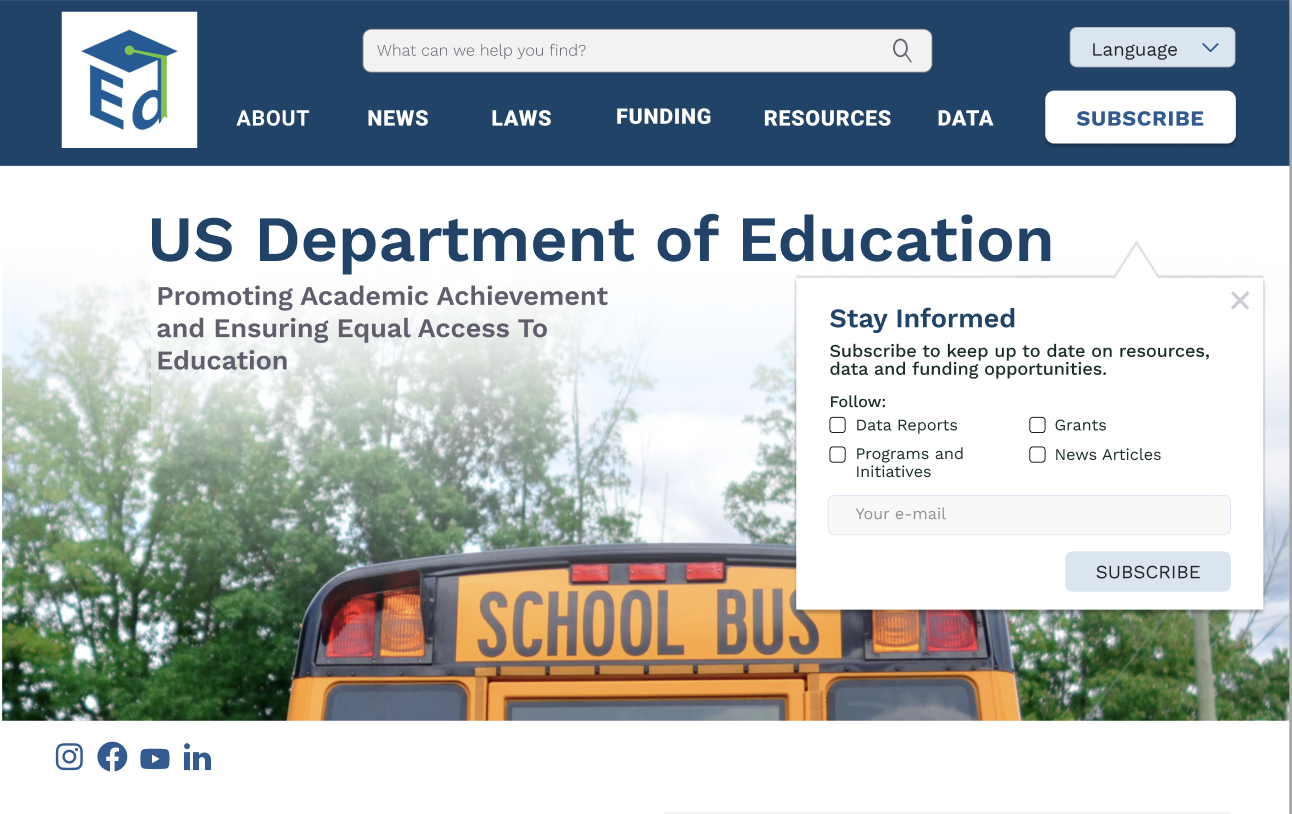 Ed
What can we help you find?
Language
ABOUT
NEWS
LAWS
FUNDING
RESOURCES
DATA
SUBSCRIBE
US Department of Education
Promoting Academic Achievement
and Ensuring Equal Access To
Education
Stay Informed
Subscribe to keep up to date on resources,
data and funding opportunities.
Follow:
Data Reports
Grants
Programs and
Initiatives
News Articles
Your e-mail
SUBSCRIBE
SCHOOL BUS